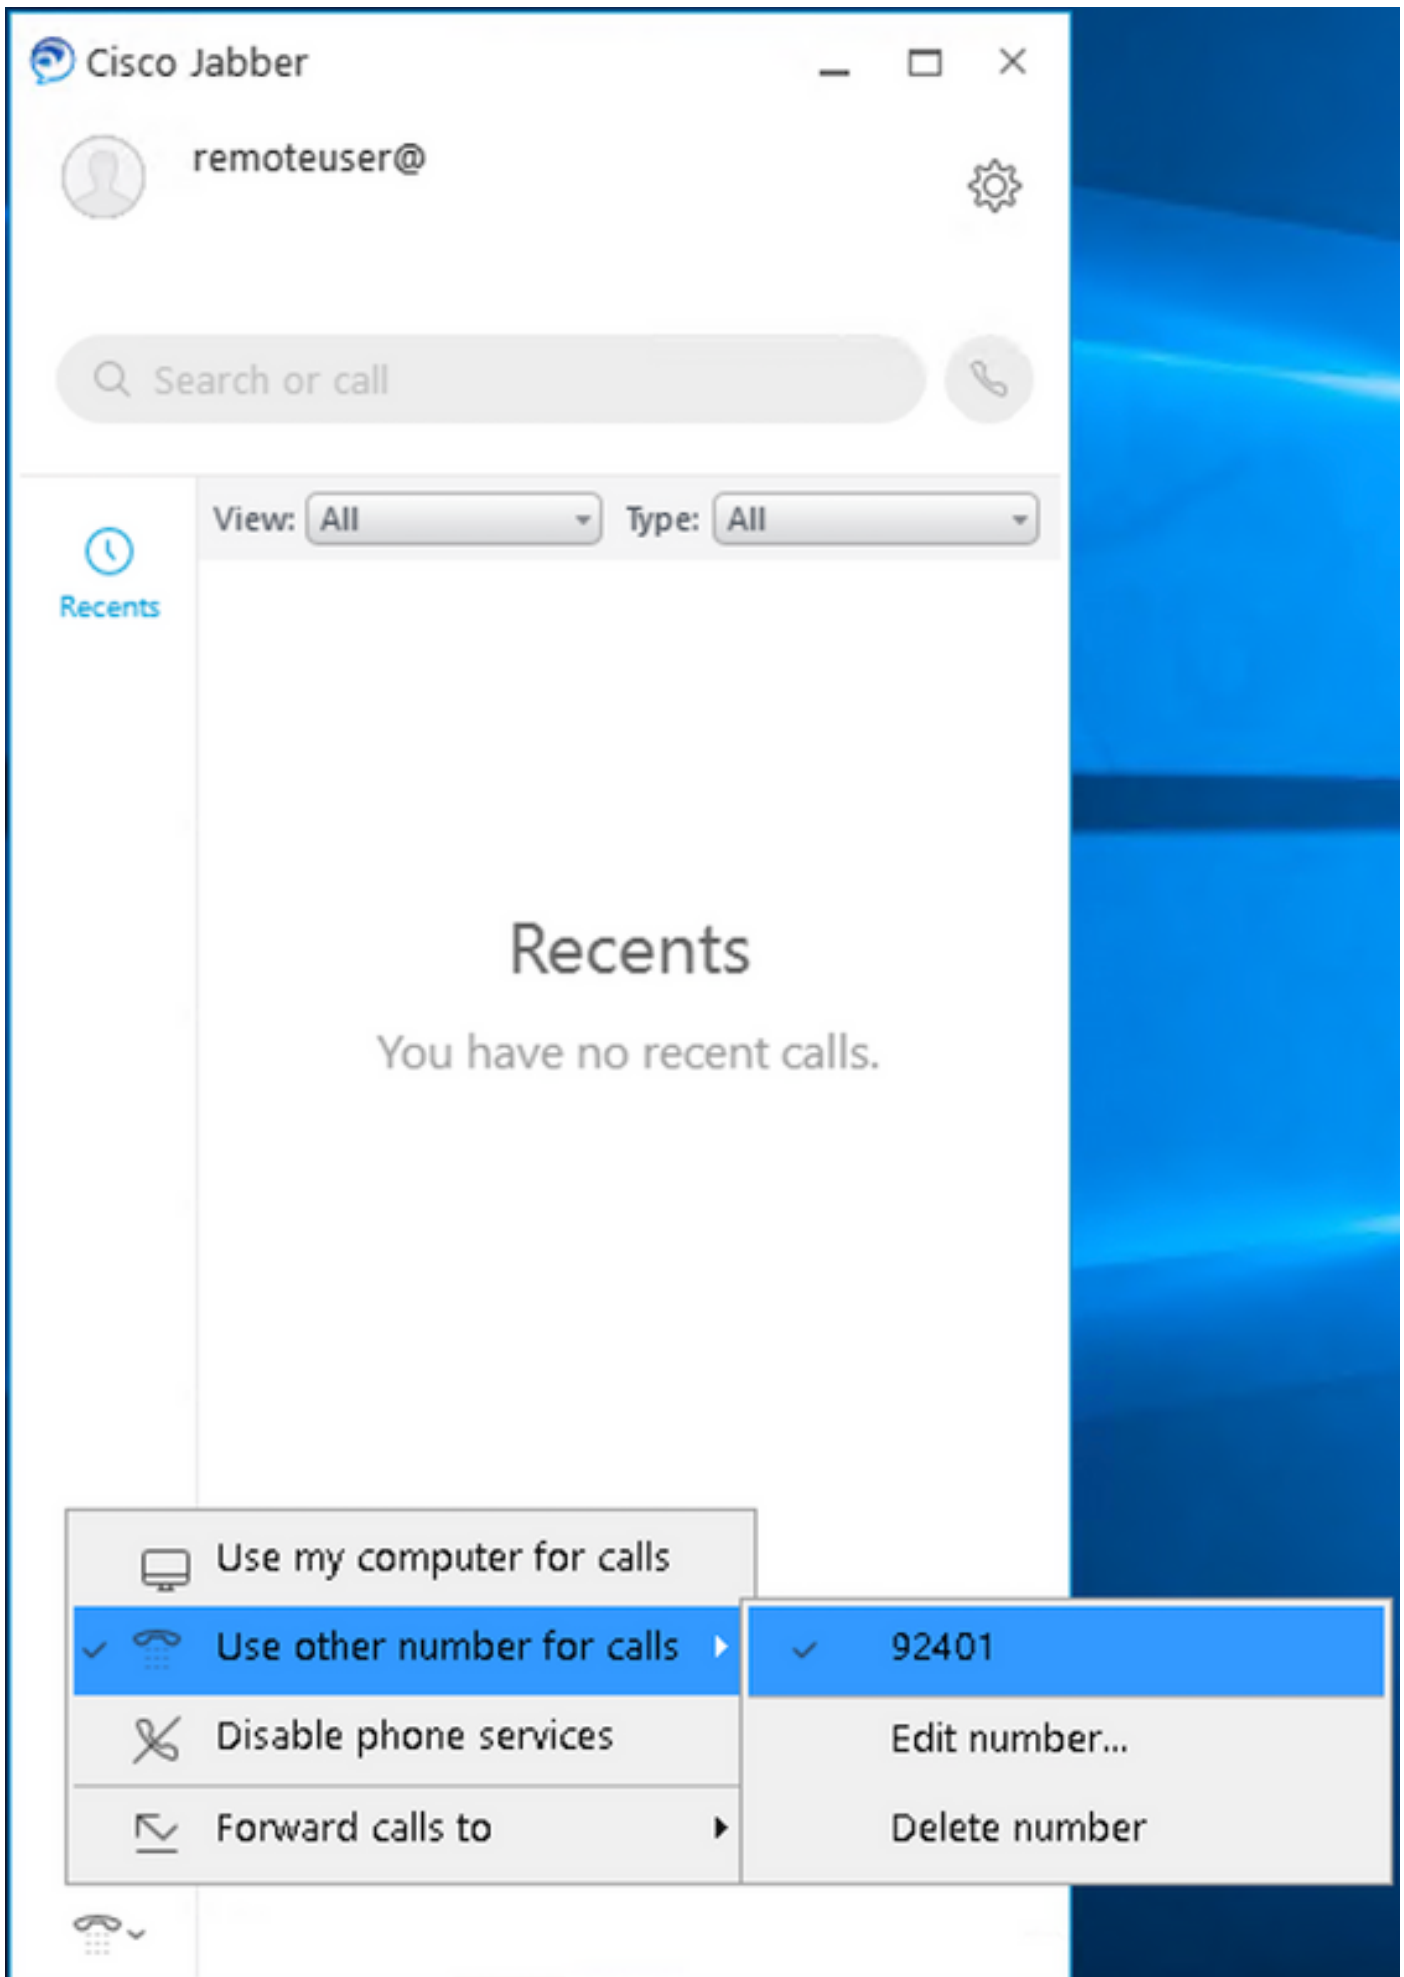 Cisco Jabber
remoteuser@
Search or call
View: All Type: All
Recents
Recents
You have no recent calls.
Use my computer for calls
Use other number for calls
92401
Disable phone services
Edit number...
Forward calls to
Delete number